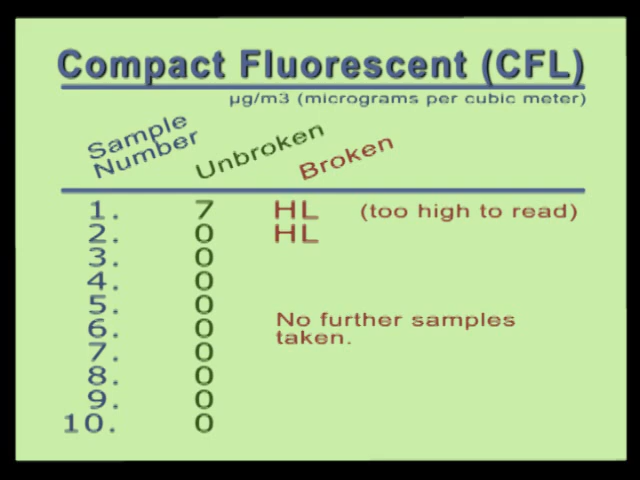 Compact Fluorescent (CFL)
µg/m3 (micrograms per cubic meter)
Sample
Number
Unbroken
Broken
1. 7 HL (too high to read)
2. 0 HL
3. 0
4. 0
5. 0
6. 0
No further samples
taken.
7. 0
8. 0
9. 0
10. 0